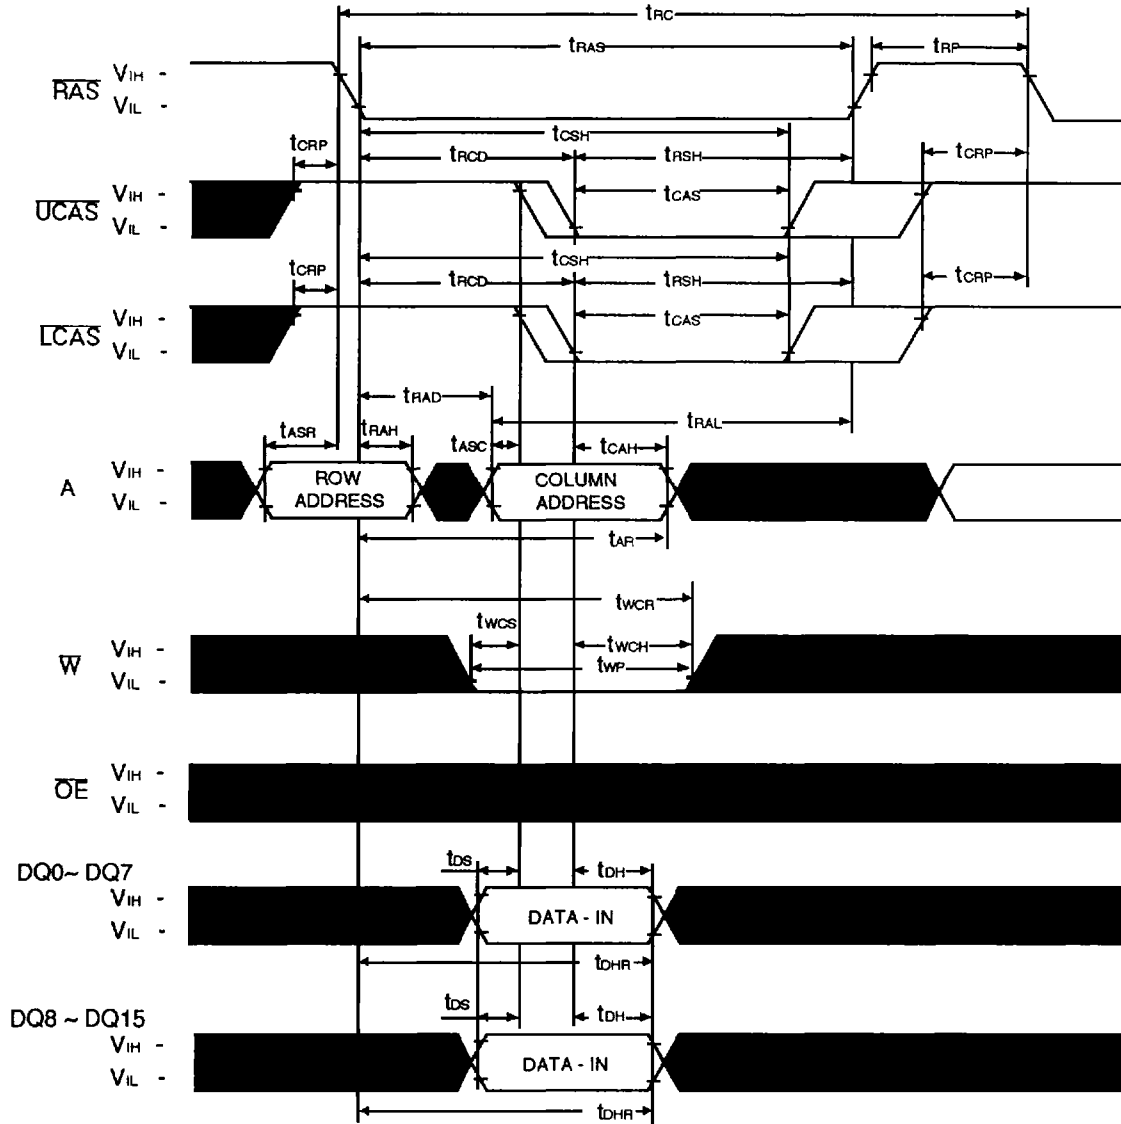 tRC
tRAS
tRP
RAS
VIH -
VIL -
tCSH
tCRP
tRCD
tRSH
tCRP
UCAS
VIH -
VIL -
tCAS
tCSH
tCRP
tRCD
tRSH
tCRP
LCAS
VIH -
VIL -
tCAS
tRAD
tRAL
tASR
tRAH
tASC
tCAH
A
VIH -
VIL -
ROW
ADDRESS
COLUMN
ADDRESS
tAR
tWCR
tWCS
tWCH
tWP
W
VIH -
VIL -
OE
VIH -
VIL -
DQ0~ DQ7
tDS
tDH
VIH -
VIL -
DATA - IN
tDHR
DQ8 ~ DQ15
tDS
tDH
VIH -
VIL -
DATA - IN
tDHR